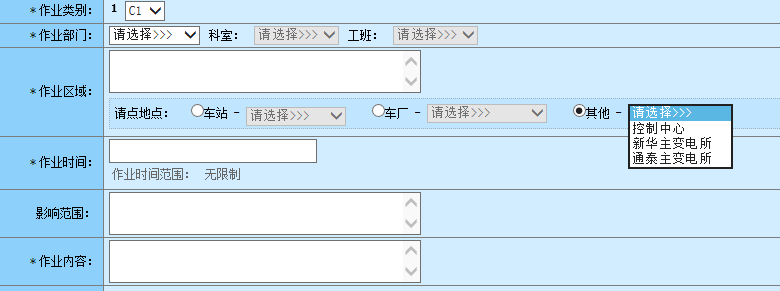 *作业类别： 1 C1
*作业部门： 请选择>>> 科室： 请选择>>> 工班： 请选择>>>
*作业区域：
请点地点： 车站 - 请选择>>> 车厂 - 请选择>>> 其他 - 请选择>>>
控制中心
新华主变电所
通泰主变电所
*作业时间：
作业时间范围： 无限制
影响范围：
*作业内容：